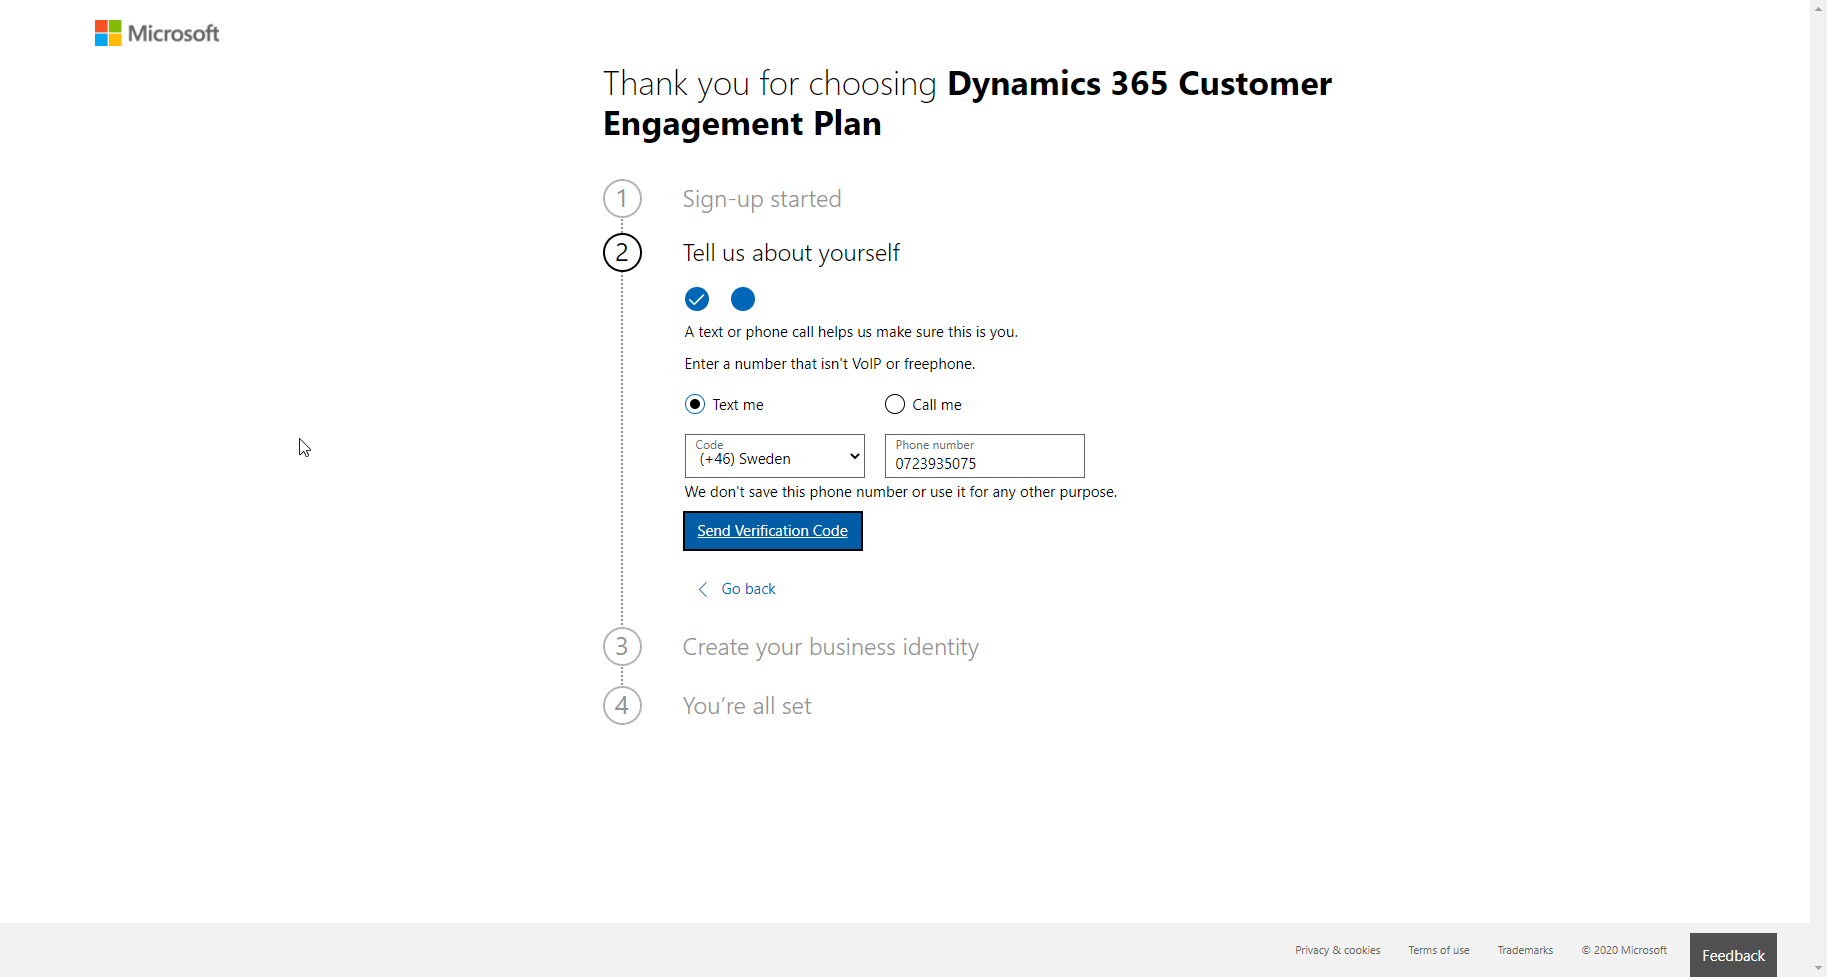 Microsoft
Thank you for choosing Dynamics 365 Customer
Engagement Plan
1 Sign-up started
2 Tell us about yourself
A text or phone call helps us make sure this is you.
Enter a number that isn't VoIP or freephone.
Text me Call me
Code Phone number
(+46) Sweden 0723935075
We don't save this phone number or use it for any other purpose.
Send Verification Code
Go back
3 Create your business identity
4 You’re all set
Privacy & cookies Terms of use Trademarks © 2020 Microsoft Feedback